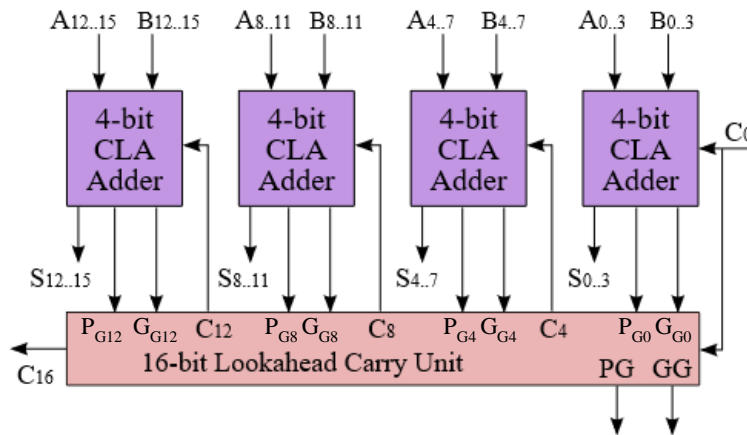 A12..15 B12..15 A8..11 B8..11 A4..7 B4..7 A0..3 B0..3
4-bit CLA Adder
4-bit CLA Adder
4-bit CLA Adder
4-bit CLA Adder
C0
S12..15 S8..11 S4..7 S0..3
PG12 GG12 C12 PG8 GG8 C8 PG4 GG4 C4 PG0 GG0
16-bit Lookahead Carry Unit
C16
PG GG